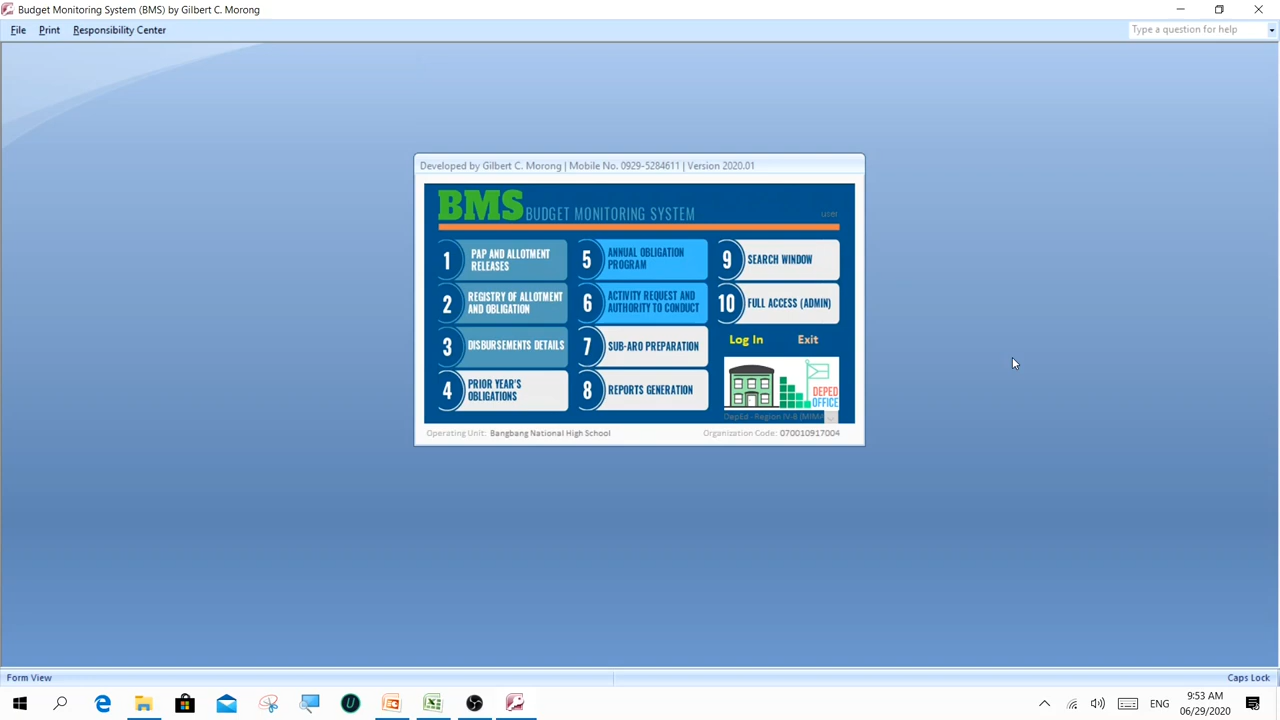 Budget Monitoring System (BMS) by Gilbert C. Morong
File Print Responsibility Center
Type a question for help
Developed by Gilbert C. Morong | Mobile No. 0929-5284611 | Version 2020.01
BMS BUDGET MONITORING SYSTEM
user
1 PAP AND ALLOTMENT RELEASES
2 REGISTRY OF ALLOTMENT AND OBLIGATION
3 DISBURSEMENTS DETAILS
4 PRIOR YEAR'S OBLIGATIONS
5 ANNUAL OBLIGATION PROGRAM
6 ACTIVITY REQUEST AND AUTHORITY TO CONDUCT
7 SUB-ARO PREPARATION
8 REPORTS GENERATION
9 SEARCH WINDOW
10 FULL ACCESS (ADMIN)
Log In Exit
DEPED
OFFICE
DepEd - Region IV-B
Operating Unit: Bangbang National High School Organization Code: 070010917004
Form View
Caps Lock
ENG
9:53 AM
06/29/2020